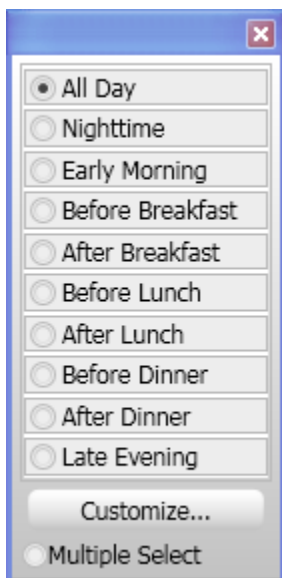 All Day
Nighttime
Early Morning
Before Breakfast
After Breakfast
Before Lunch
After Lunch
Before Dinner
After Dinner
Late Evening
Customize...
Multiple Select